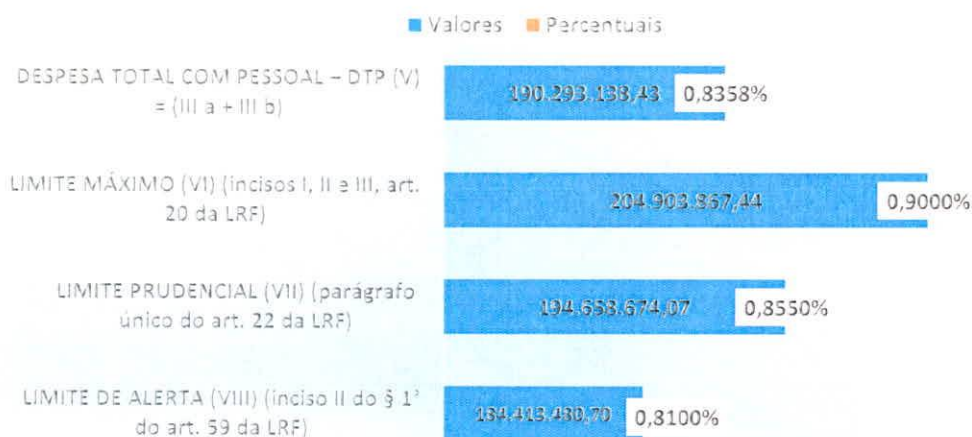 Valores Percentuais
DESPESA TOTAL COM PESSOAL – DTP (V)
= (III a + III b)
190.293.138,43 0,8358%
LIMITE MÁXIMO (VI) (incisos I, II e III, art.
20 da LRF)
204.903.867,44 0,9000%
LIMITE PRUDENCIAL (VII) (parágrafo
único do art. 22 da LRF)
194.658.674,07 0,8550%
LIMITE DE ALERTA (VIII) (inciso II do § 1º
do art. 59 da LRF)
184.413.480,70 0,8100%